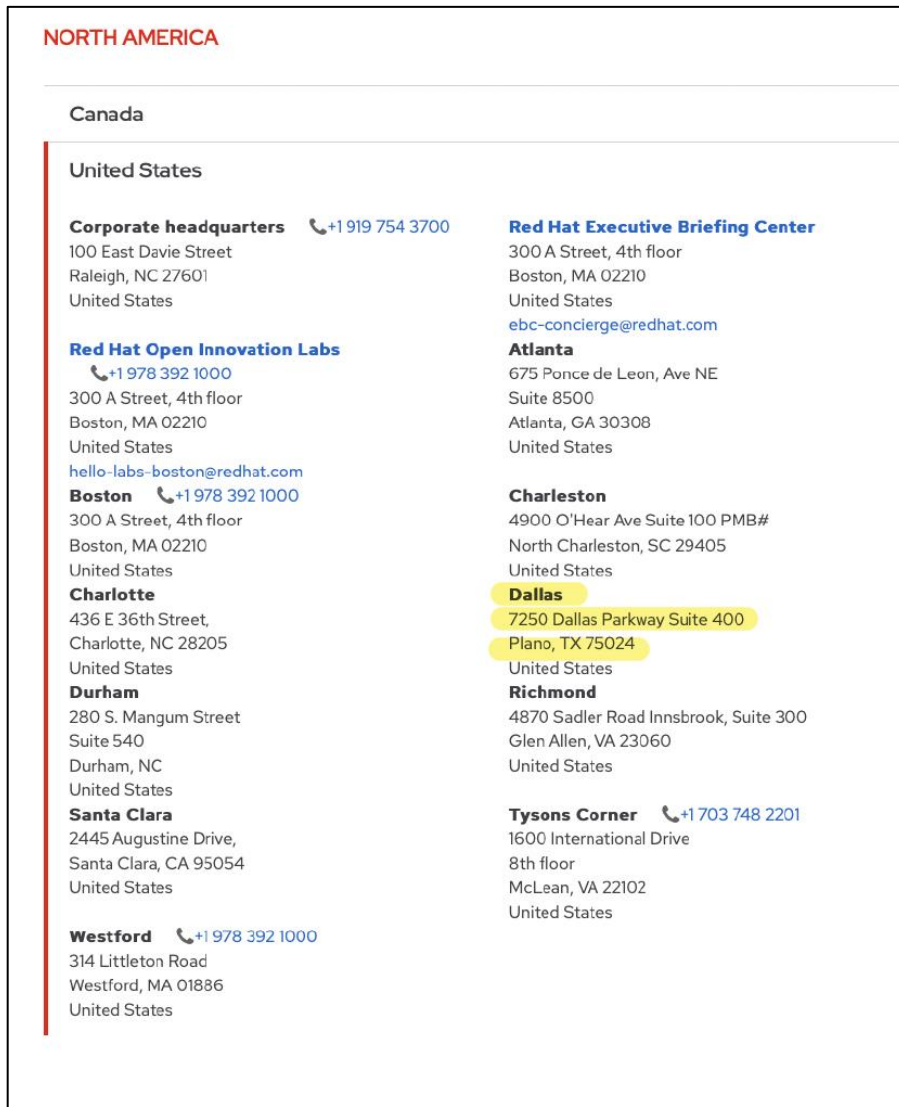 NORTH AMERICA
Canada
United States
Corporate headquarters +1 919 754 3700
100 East Davie Street
Raleigh, NC 27601
United States
Red Hat Executive Briefing Center
300 A Street, 4th floor
Boston, MA 02210
United States
ebc-concierge@redhat.com
Red Hat Open Innovation Labs
+1 978 392 1000
300 A Street, 4th floor
Boston, MA 02210
United States
hello-labs-boston@redhat.com
Atlanta
675 Ponce de Leon, Ave NE
Suite 8500
Atlanta, GA 30308
United States
Boston +1 978 392 1000
300 A Street, 4th floor
Boston, MA 02210
United States
Charleston
4900 O'Hear Ave Suite 100 PMB#
North Charleston, SC 29405
United States
Charlotte
436 E 36th Street,
Charlotte, NC 28205
United States
Dallas
7250 Dallas Parkway Suite 400
Plano, TX 75024
United States
Durham
280 S. Mangum Street
Suite 540
Durham, NC
United States
Richmond
4870 Sadler Road Innsbrook, Suite 300
Glen Allen, VA 23060
United States
Santa Clara
2445 Augustine Drive,
Santa Clara, CA 95054
United States
Tysons Corner +1 703 748 2201
1600 International Drive
8th floor
McLean, VA 22102
United States
Westford +1 978 392 1000
314 Littleton Road
Westford, MA 01886
United States